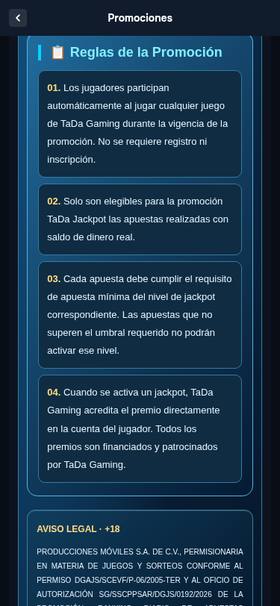 Promociones
📋 Reglas de la Promoción
01. Los jugadores participan
automáticamente al jugar cualquier juego
de TaDa Gaming durante la vigencia de la
promoción. No se requiere registro ni
inscripción.
02. Solo son elegibles para la promoción
TaDa Jackpot las apuestas realizadas con
saldo de dinero real.
03. Cada apuesta debe cumplir el requisito
de apuesta mínima del nivel de jackpot
correspondiente. Las apuestas que no
superen el umbral requerido no podrán
activar ese nivel.
04. Cuando se activa un jackpot, TaDa
Gaming acredita el premio directamente
en la cuenta del jugador. Todos los
premios son financiados y patrocinados
por TaDa Gaming.
AVISO LEGAL · +18
PRODUCCIONES MÓVILES S.A. DE C.V., PERMISIONARIA
EN MATERIA DE JUEGOS Y SORTEOS CONFORME AL
PERMISO DGAJS/SCEVF/P-06/2005-TER Y AL OFICIO DE
AUTORIZACIÓN SG/SSCPPSAR/DGJS/0192/2026 DE LA